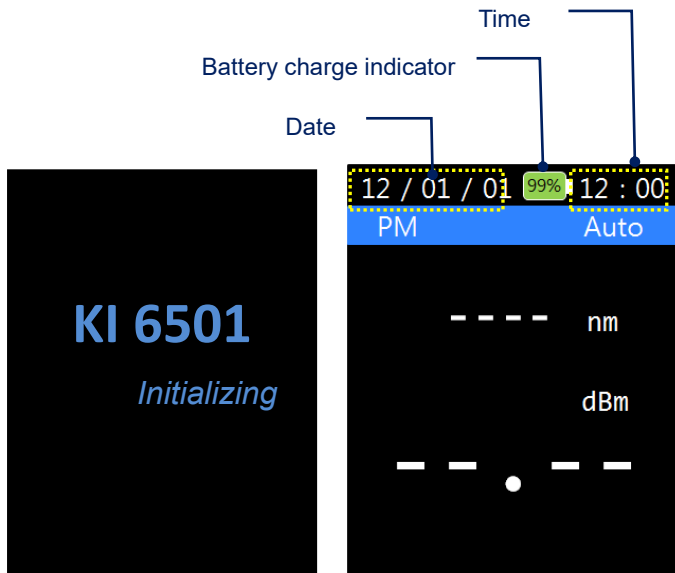 Time
Battery charge indicator
Date
12 / 01 / 01 99% 12 : 00
PM Auto
KI 6501
---- nm
Initializing
dBm
-- . --